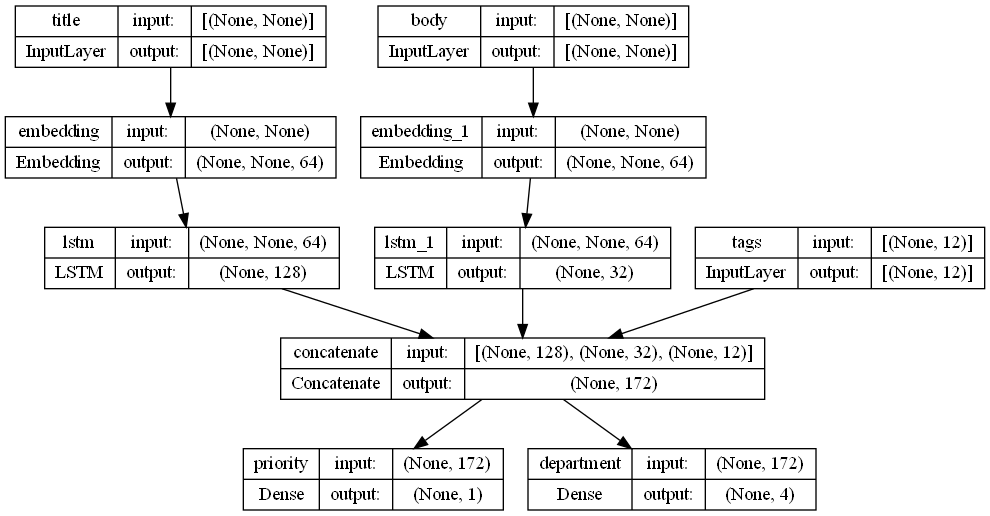 title input: [(None, None)]
InputLayer output: [(None, None)]
body input: [(None, None)]
InputLayer output: [(None, None)]
embedding input: (None, None)
Embedding output: (None, None, 64)
embedding_1 input: (None, None)
Embedding output: (None, None, 64)
lstm input: (None, None, 64)
LSTM output: (None, 128)
lstm_1 input: (None, None, 64)
LSTM output: (None, 32)
tags input: [(None, 12)]
InputLayer output: [(None, 12)]
concatenate input: [(None, 128), (None, 32), (None, 12)]
Concatenate output: (None, 172)
priority input: (None, 172)
Dense output: (None, 1)
department input: (None, 172)
Dense output: (None, 4)